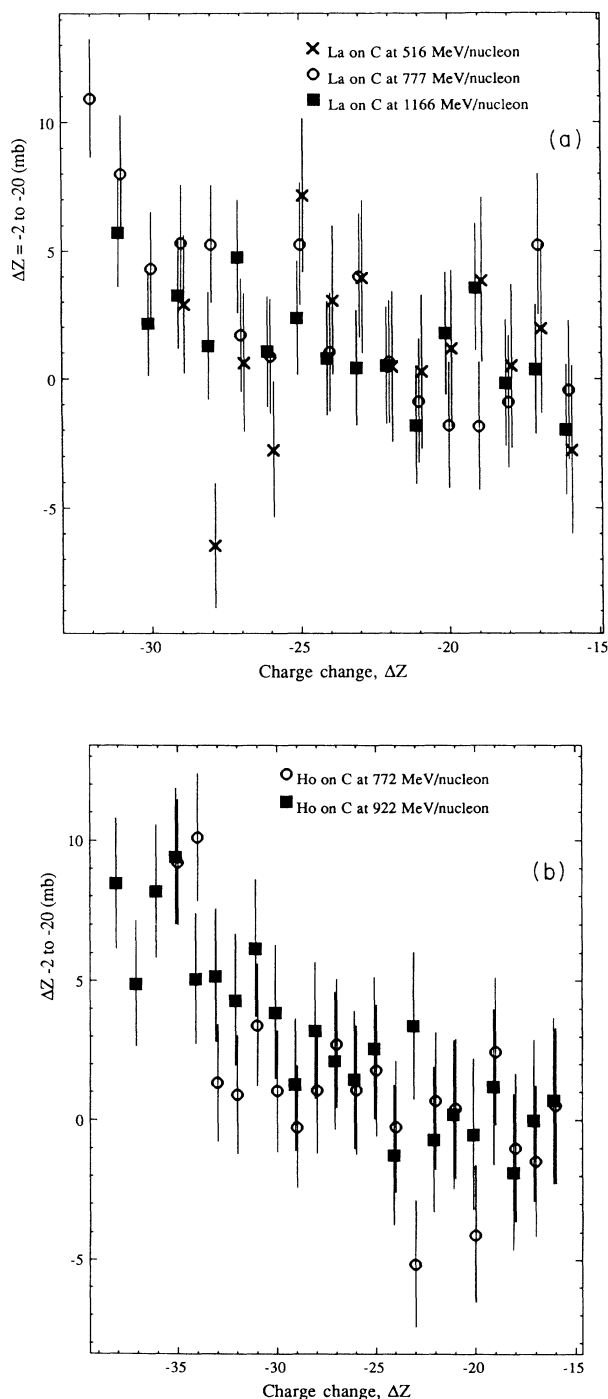 La on C at 516 MeV/nucleon
La on C at 777 MeV/nucleon
La on C at 1166 MeV/nucleon
(a)
ΔZ = -2 to -20 (mb)
10
5
0
-5
-30
-25
-20
-15
Charge change, ΔZ
Ho on C at 772 MeV/nucleon
Ho on C at 922 MeV/nucleon
(b)
ΔZ -2 to -20 (mb)
10
5
0
-5
-35
-30
-25
-20
-15
Charge change, ΔZ